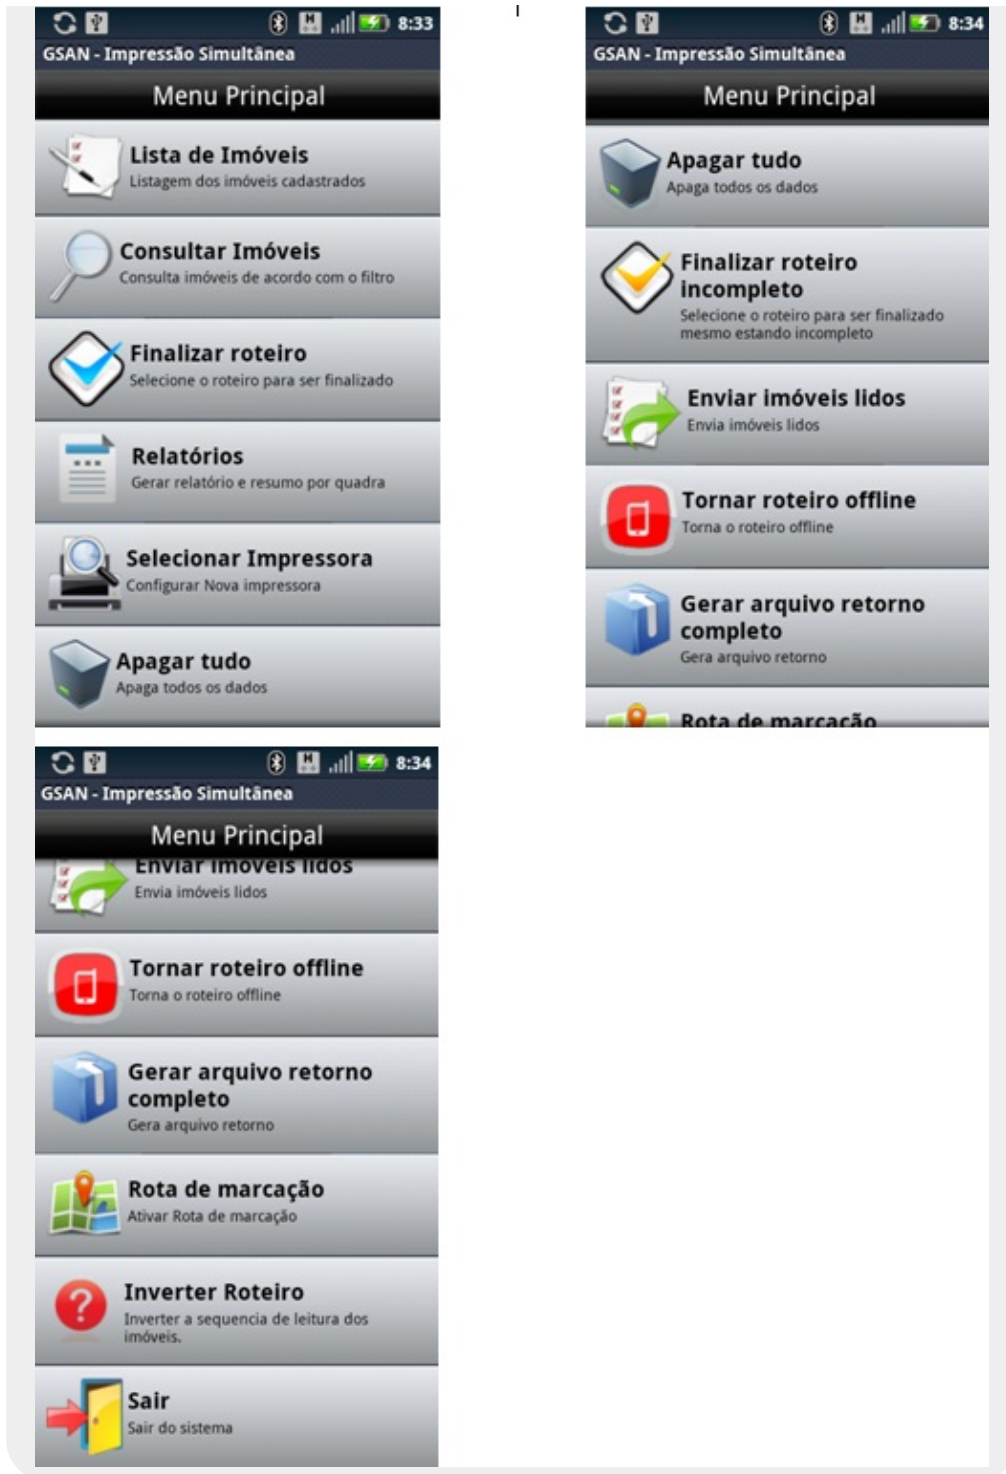 8:33
GSAN - Impressão Simultânea
Menu Principal
Lista de Imóveis
Listagem dos imóveis cadastrados
Consultar Imóveis
Consulta imóveis de acordo com o filtro
Finalizar roteiro
Selecione o roteiro para ser finalizado
Relatórios
Gerar relatório e resumo por quadra
Selecionar Impressora
Configurar Nova impressora
Apagar tudo
Apaga todos os dados
8:34
GSAN - Impressão Simultânea
Menu Principal
Apagar tudo
Apaga todos os dados
Finalizar roteiro
incompleto
Selecione o roteiro para ser finalizado
mesmo estando incompleto
Enviar imóveis lidos
Envia imóveis lidos
Tornar roteiro offline
Torna o roteiro offline
Gerar arquivo retorno
completo
Gera arquivo retorno
Rota de marcação
8:34
GSAN - Impressão Simultânea
Menu Principal
Enviar imóveis lidos
Envia imóveis lidos
Tornar roteiro offline
Torna o roteiro offline
Gerar arquivo retorno
completo
Gera arquivo retorno
Rota de marcação
Ativar Rota de marcação
Inverter Roteiro
Inverter a sequencia de leitura dos
imóveis.
Sair
Sair do sistema